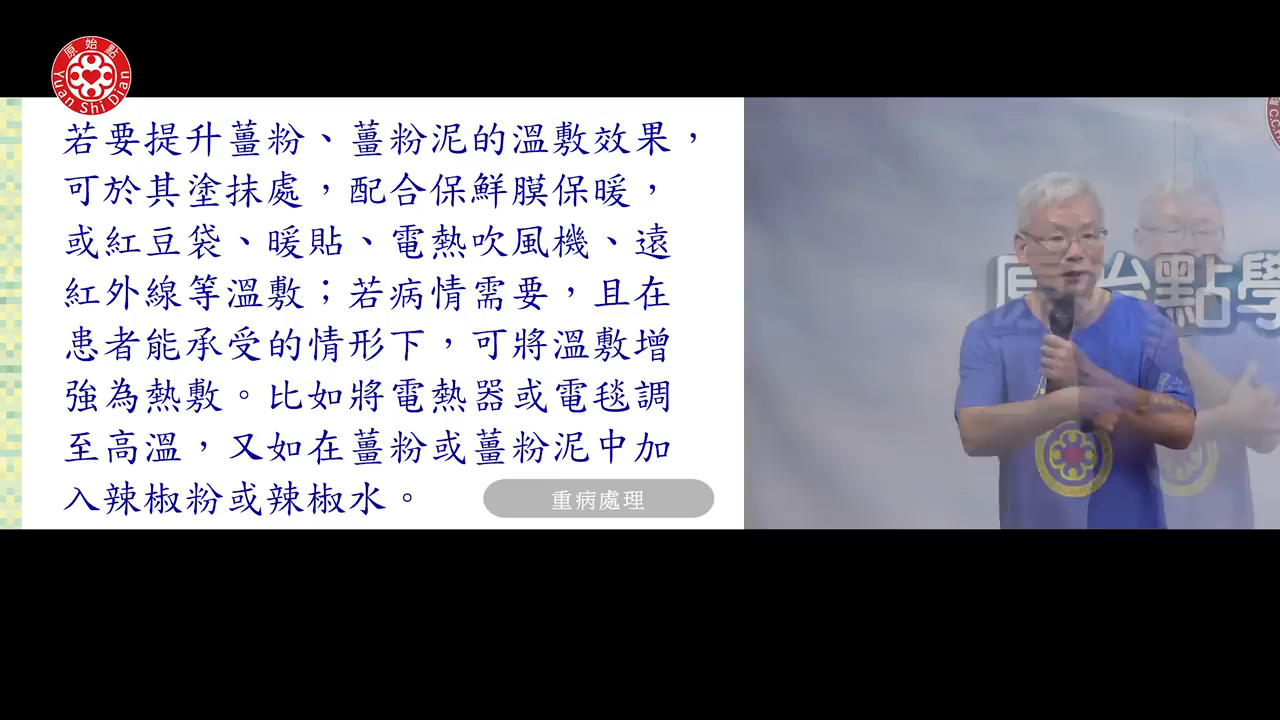 原始點
Yuan Shi Dian
若要提升薑粉、薑粉泥的溫敷效果，
可於其塗抹處，配合保鮮膜保暖，
或紅豆袋、暖貼、電熱吹風機、遠
紅外線等溫敷；若病情需要，且在
患者能承受的情形下，可將溫敷增
強為熱敷。比如將電熱器或電毯調
至高溫，又如在薑粉或薑粉泥中加
入辣椒粉或辣椒水。
重病處理
原始點學